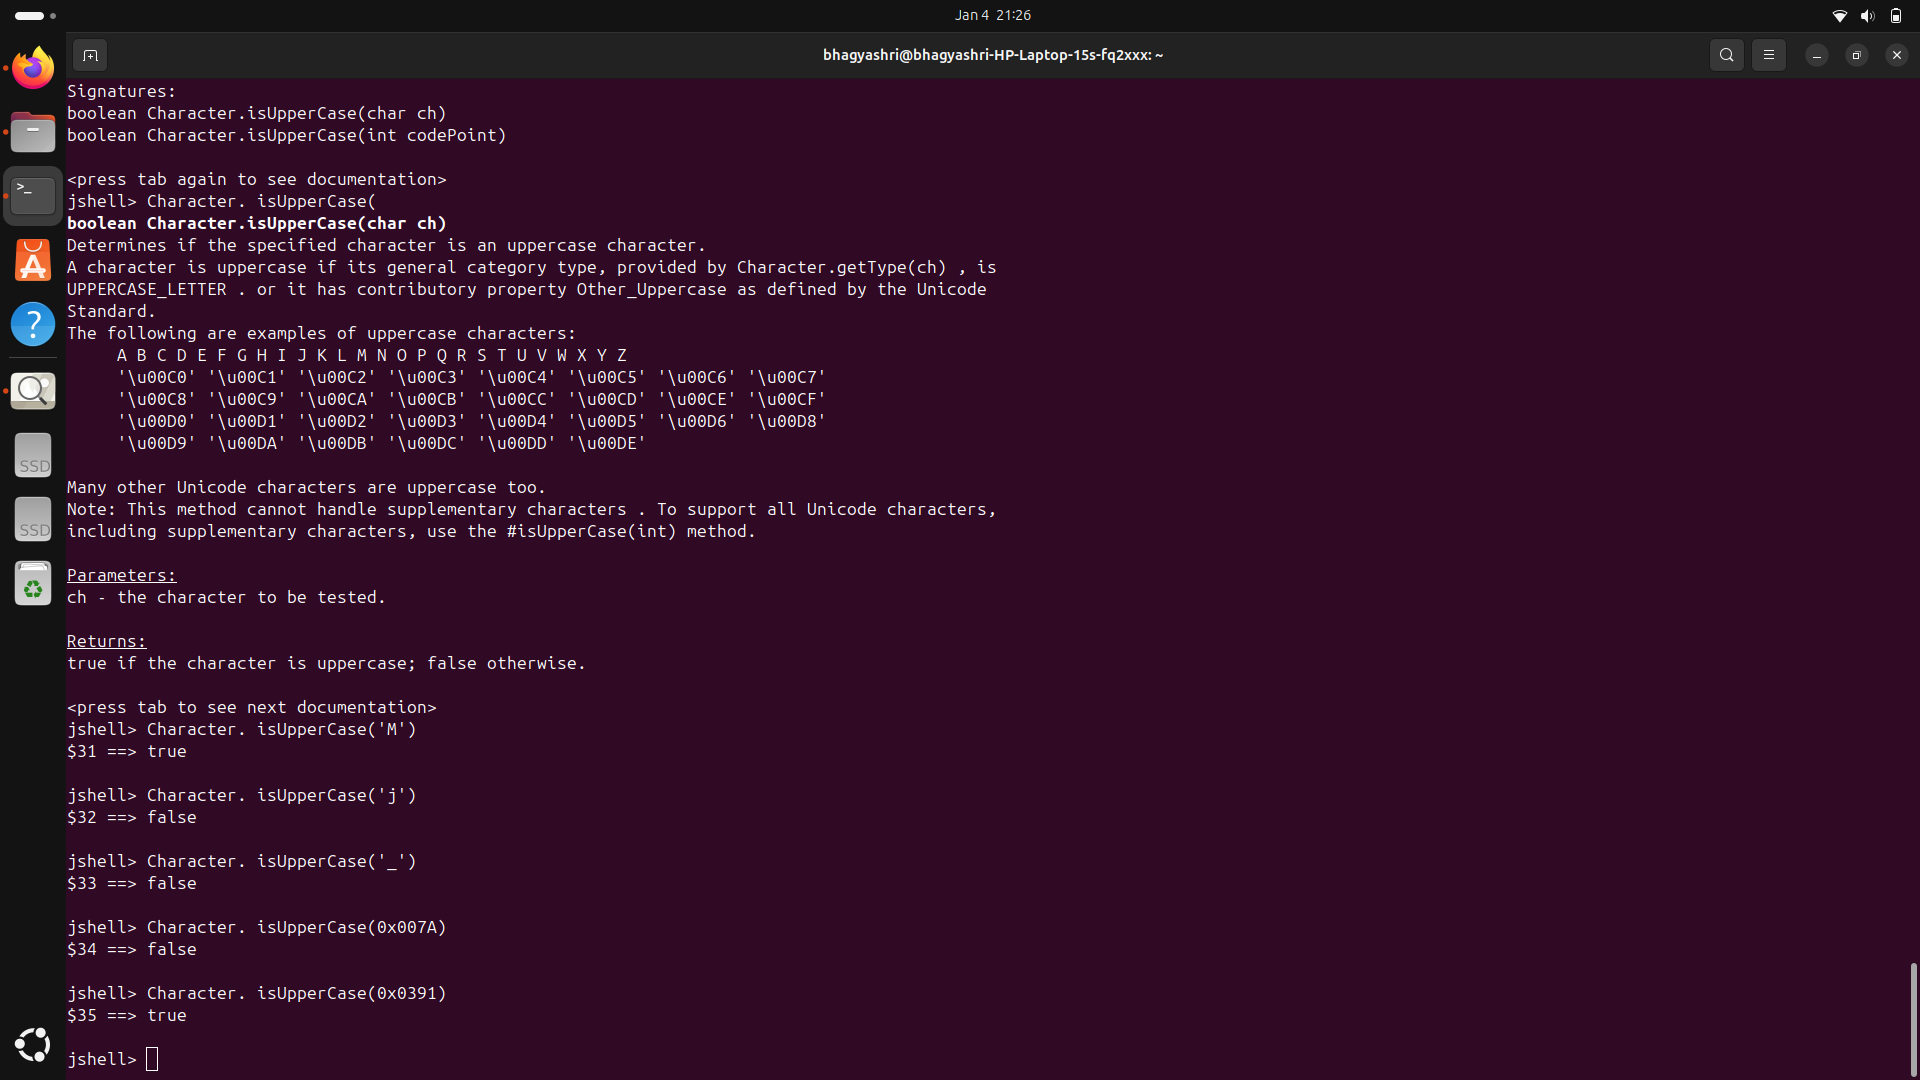 Jan 4 21:26
bhagyashri@bhagyashri-HP-Laptop-15s-fq2xxx: ~
Signatures:
boolean Character.isUpperCase(char ch)
boolean Character.isUpperCase(int codePoint)
<press tab again to see documentation>
jshell> Character. isUpperCase(
boolean Character.isUpperCase(char ch)
Determines if the specified character is an uppercase character.
A character is uppercase if its general category type, provided by Character.getType(ch) , is
UPPERCASE_LETTER . or it has contributory property Other_Uppercase as defined by the Unicode
Standard.
The following are examples of uppercase characters:
A B C D E F G H I J K L M N O P Q R S T U V W X Y Z
'\u00C0' '\u00C1' '\u00C2' '\u00C3' '\u00C4' '\u00C5' '\u00C6' '\u00C7'
'\u00C8' '\u00C9' '\u00CA' '\u00CB' '\u00CC' '\u00CD' '\u00CE' '\u00CF'
'\u00D0' '\u00D1' '\u00D2' '\u00D3' '\u00D4' '\u00D5' '\u00D6' '\u00D8'
'\u00D9' '\u00DA' '\u00DB' '\u00DC' '\u00DD' '\u00DE'
Many other Unicode characters are uppercase too.
Note: This method cannot handle supplementary characters . To support all Unicode characters,
including supplementary characters, use the #isUpperCase(int) method.
Parameters:
ch - the character to be tested.
Returns:
true if the character is uppercase; false otherwise.
<press tab to see next documentation>
jshell> Character. isUpperCase('M')
$31 ==> true
jshell> Character. isUpperCase('j')
$32 ==> false
jshell> Character. isUpperCase('_')
$33 ==> false
jshell> Character. isUpperCase(0x007A)
$34 ==> false
jshell> Character. isUpperCase(0x0391)
$35 ==> true
jshell>
>_
?
SSD
SSD